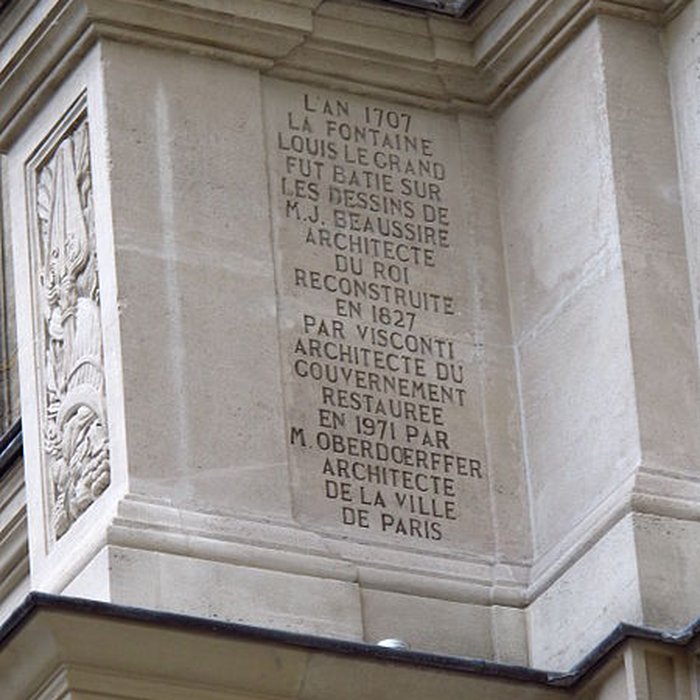 L'AN 1707
LA FONTAINE
LOUIS LE GRAND
FUT BATIE SUR
LES DESSINS DE
M.J. BEAUSSIRE
ARCHITECTE
DU ROI
RECONSTRUITE
EN 1827
PAR VISCONTI
ARCHITECTE DU
GOUVERNEMENT
RESTAUREE
EN 1971 PAR
M. OBERDŒRFFER
ARCHITECTE
DE LA VILLE
DE PARIS